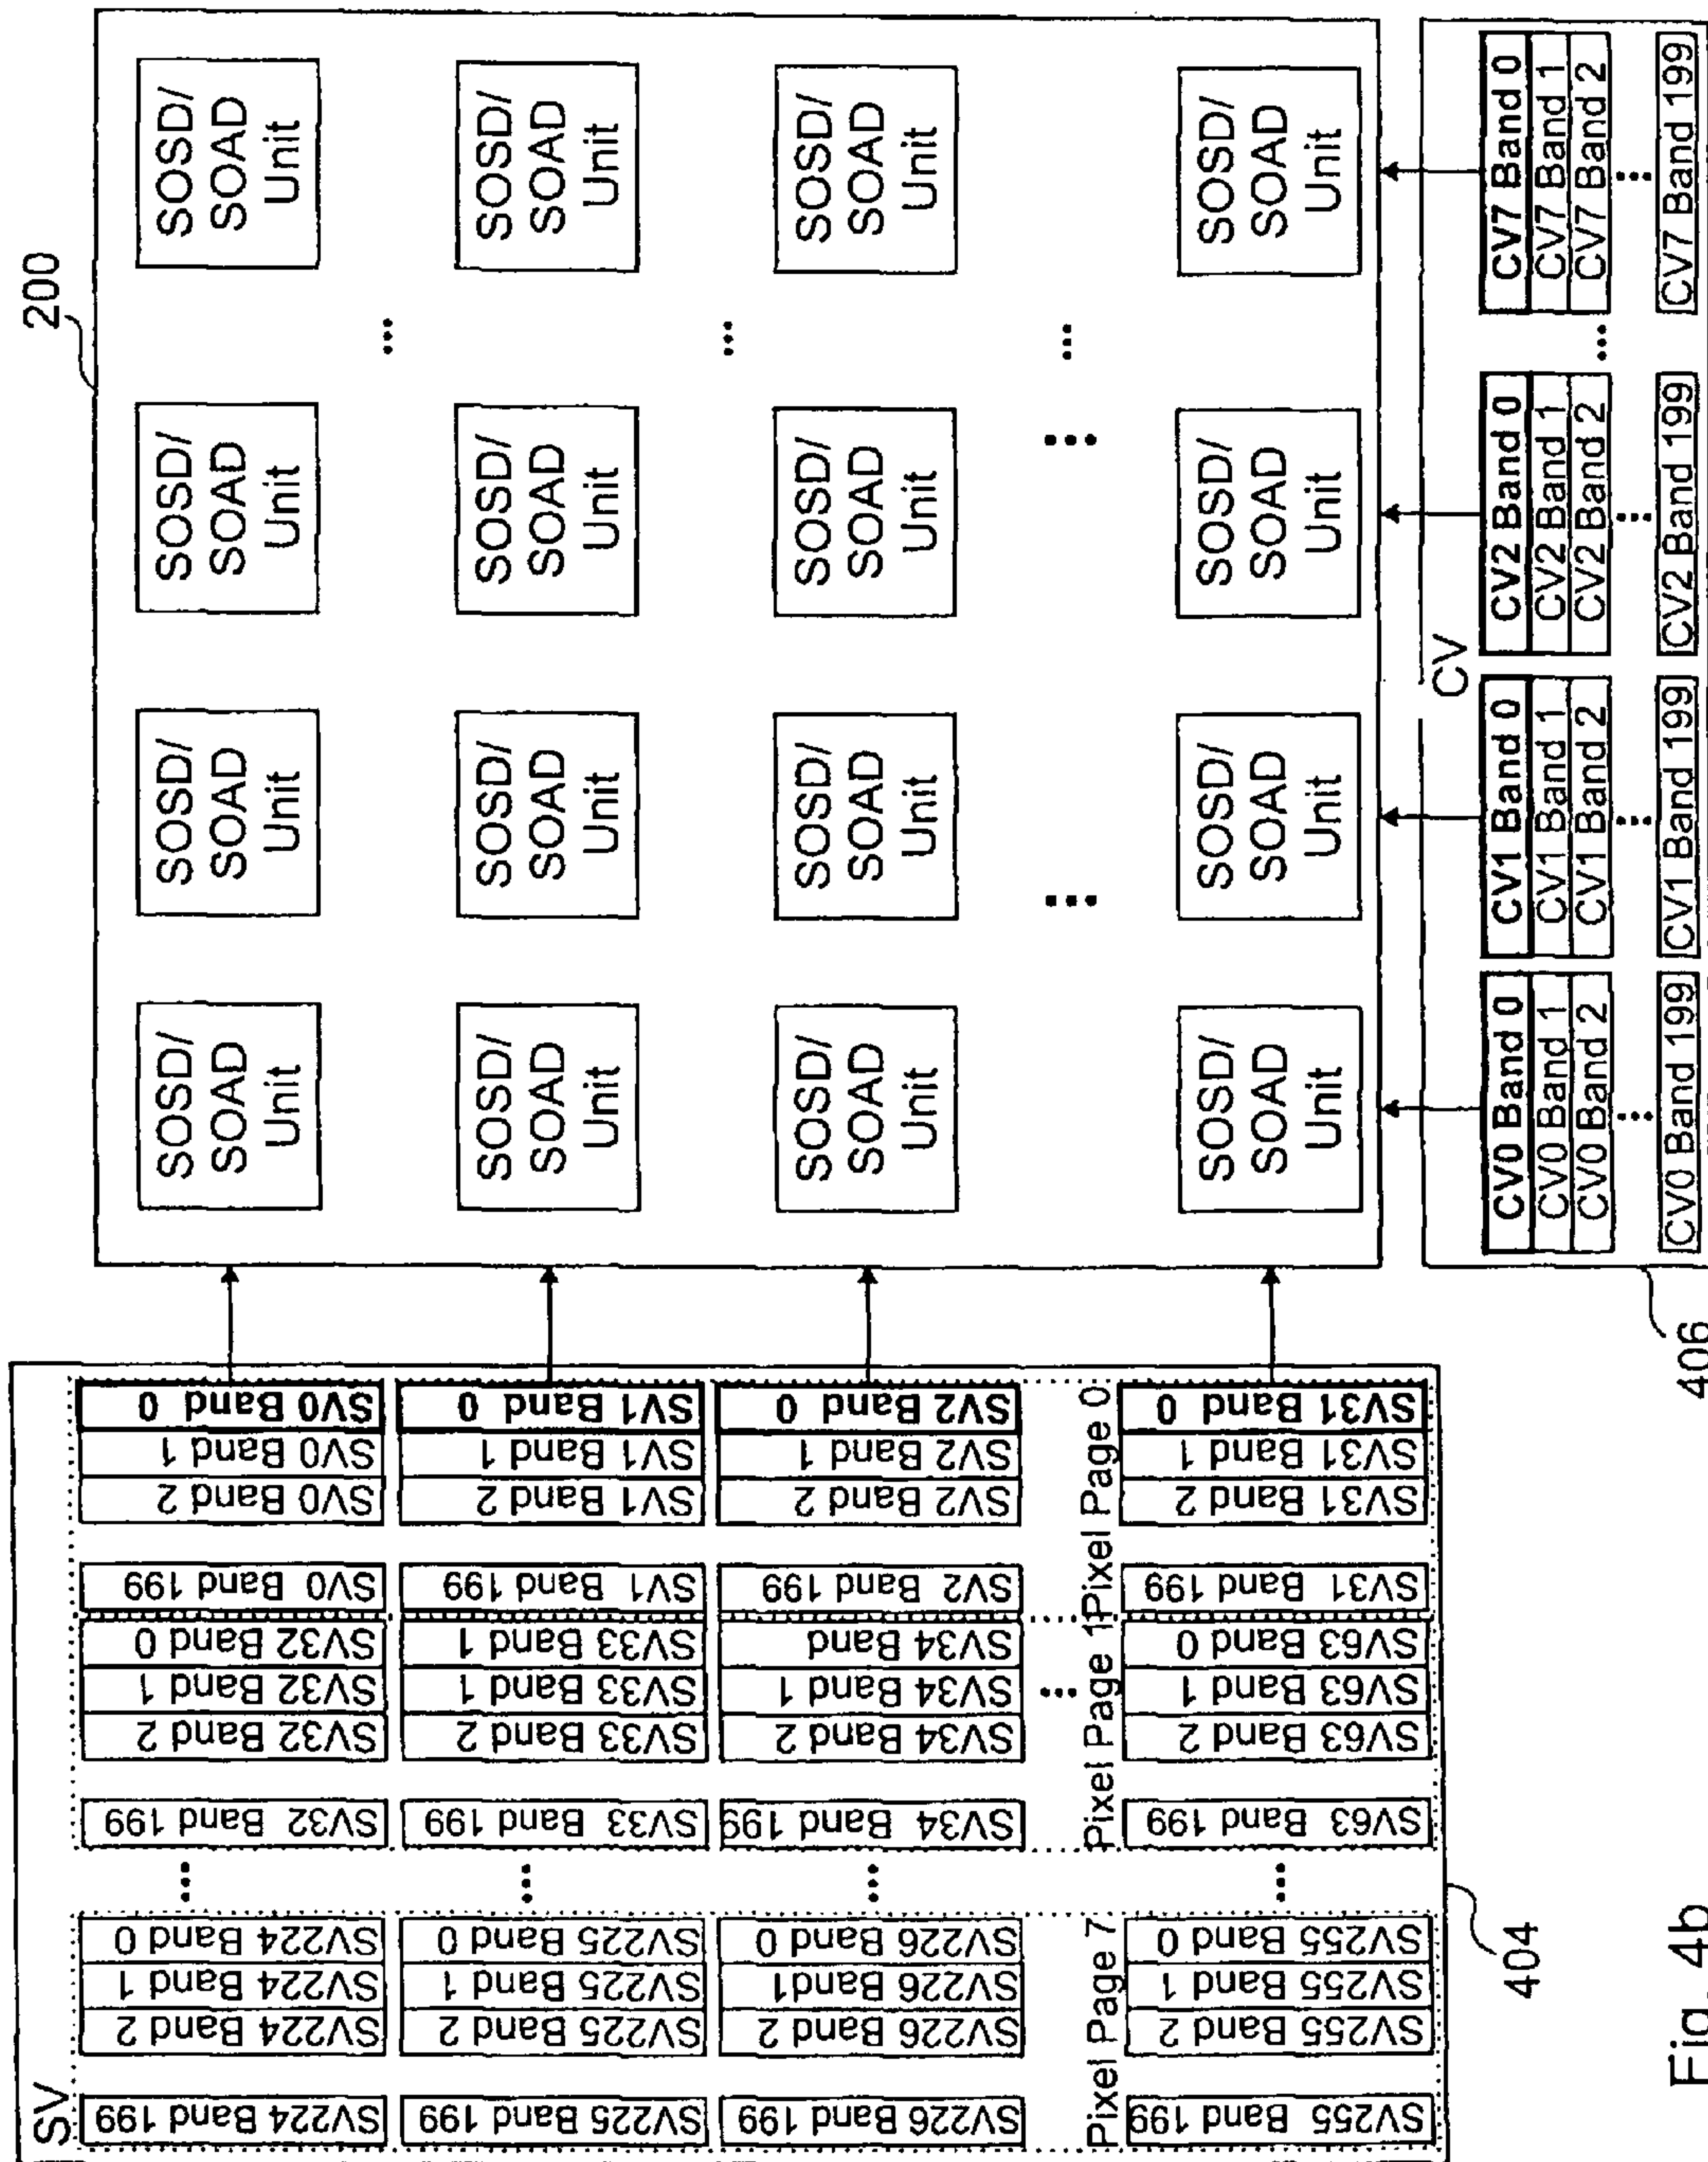 SV
SV224 Band 199
SV224 Band 2
SV224 Band 1
SV224 Band 0
...
SV32 Band 199
SV32 Band 2
SV32 Band 1
SV32 Band 0
SV0 Band 199
SV0 Band 2
SV0 Band 1
SV0 Band 0
SV225 Band 199
SV225 Band 2
SV225 Band 1
SV225 Band 0
...
SV33 Band 199
SV33 Band 2
SV33 Band 1
SV33 Band 1
SV1 Band 199
SV1 Band 2
SV1 Band 1
SV1 Band 0
SV226 Band 199
SV226 Band 2
SV226 Band1
SV226 Band 0
...
SV34 Band 199
SV34 Band 2
SV34 Band 1
SV34 Band
SV2 Band 199
SV2 Band 2
SV2 Band 1
SV2 Band 0
Pixel Page 7
Pixel Page 1
...
Pixel Page 0
SV255 Band 199
SV255 Band 2
SV255 Band 1
SV255 Band 0
...
SV63 Band 199
SV63 Band 2
SV63 Band 1
SV63 Band 0
SV31 Band 199
SV31 Band 2
SV31 Band 1
SV31 Band 0
404
200
SOSD/
SOAD
Unit
SOSD/
SOAD
Unit
SOSD/
SOAD
Unit
SOSD/
SOAD
Unit
...
SOSD/
SOAD
Unit
SOSD/
SOAD
Unit
SOSD/
SOAD
Unit
SOSD/
SOAD
Unit
...
SOSD/
SOAD
Unit
SOSD/
SOAD
Unit
SOSD/
SOAD
Unit
SOSD/
SOAD
Unit
...
...
...
SOSD/
SOAD
Unit
SOSD/
SOAD
Unit
SOSD/
SOAD
Unit
SOSD/
SOAD
Unit
CV
CV0 Band 0
CV0 Band 1
CV0 Band 2
...
CV0 Band 199
CV1 Band 0
CV1 Band 1
CV1 Band 2
...
CV1 Band 199
CV2 Band 0
CV2 Band 1
CV2 Band 2
...
CV2 Band 199
...
CV7 Band 0
CV7 Band 1
CV7 Band 2
...
CV7 Band 199
406
Fig. 4b